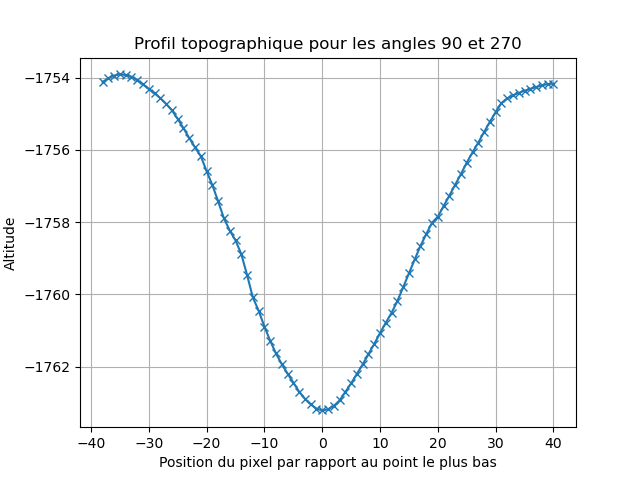 Profil topographique pour les angles 90 et 270
Altitude
−1754
−1756
−1758
−1760
−1762
−40 −30 −20 −10 0 10 20 30 40
Position du pixel par rapport au point le plus bas